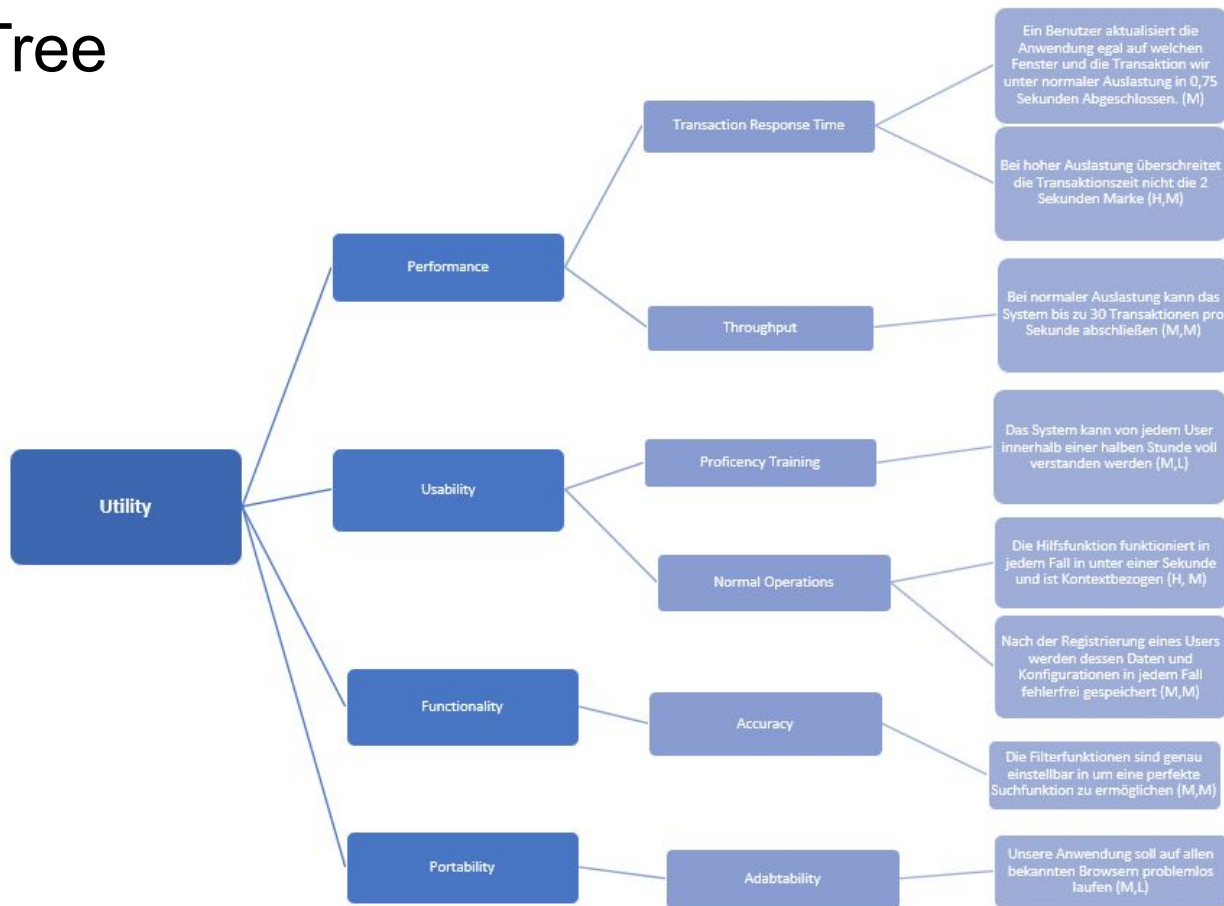 Tree
Utility
Performance
Transaction Response Time
Ein Benutzer aktualisiert die
Anwendung egal auf welchen
Fenster und die Transaktion wir
unter normaler Auslastung in 0,75
Sekunden Abgeschlossen. (M)
Bei hoher Auslastung überschreitet
die Transaktionszeit nicht die 2
Sekunden Marke (H,M)
Throughput
Bei normaler Auslastung kann das
System bis zu 30 Transaktionen pro
Sekunde abschließen (M,M)
Usability
Proficency Training
Das System kann von jedem User
innerhalb einer halben Stunde voll
verstanden werden (M,L)
Normal Operations
Die Hilfsfunktion funktioniert in
jedem Fall in unter einer Sekunde
und ist Kontextbezogen (H, M)
Nach der Registrierung eines Users
werden dessen Daten und
Konfigurationen in jedem Fall
fehlerfrei gespeichert (M,M)
Functionality
Accuracy
Die Filterfunktionen sind genau
einstellbar in um eine perfekte
Suchfunktion zu ermöglichen (M,M)
Portability
Adabtability
Unsere Anwendung soll auf allen
bekannten Browsern problemlos
laufen (M,L)